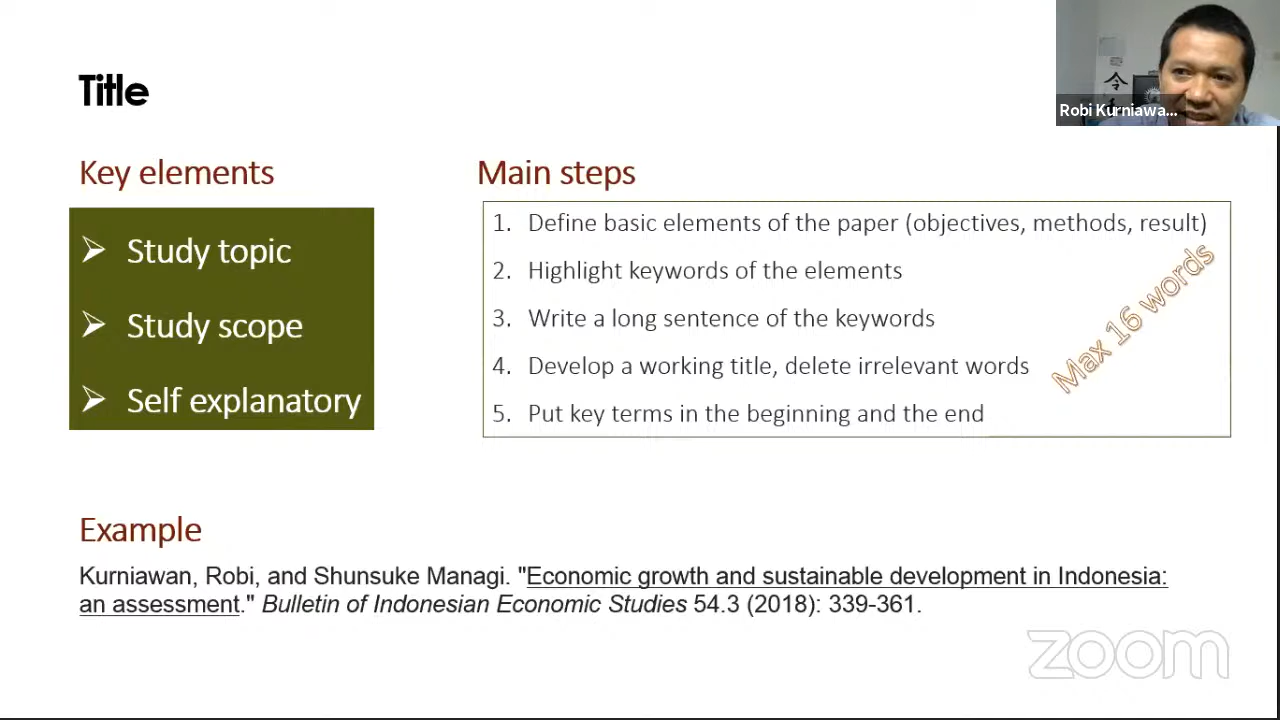 Title
Robi Kurniawa...
令
Key elements
Study topic
Study scope
Self explanatory
Main steps
1. Define basic elements of the paper (objectives, methods, result)
2. Highlight keywords of the elements
3. Write a long sentence of the keywords
4. Develop a working title, delete irrelevant words
5. Put key terms in the beginning and the end
Max 16 words
Example
Kurniawan, Robi, and Shunsuke Managi. "Economic growth and sustainable development in Indonesia:
an assessment." Bulletin of Indonesian Economic Studies 54.3 (2018): 339-361.
zoom